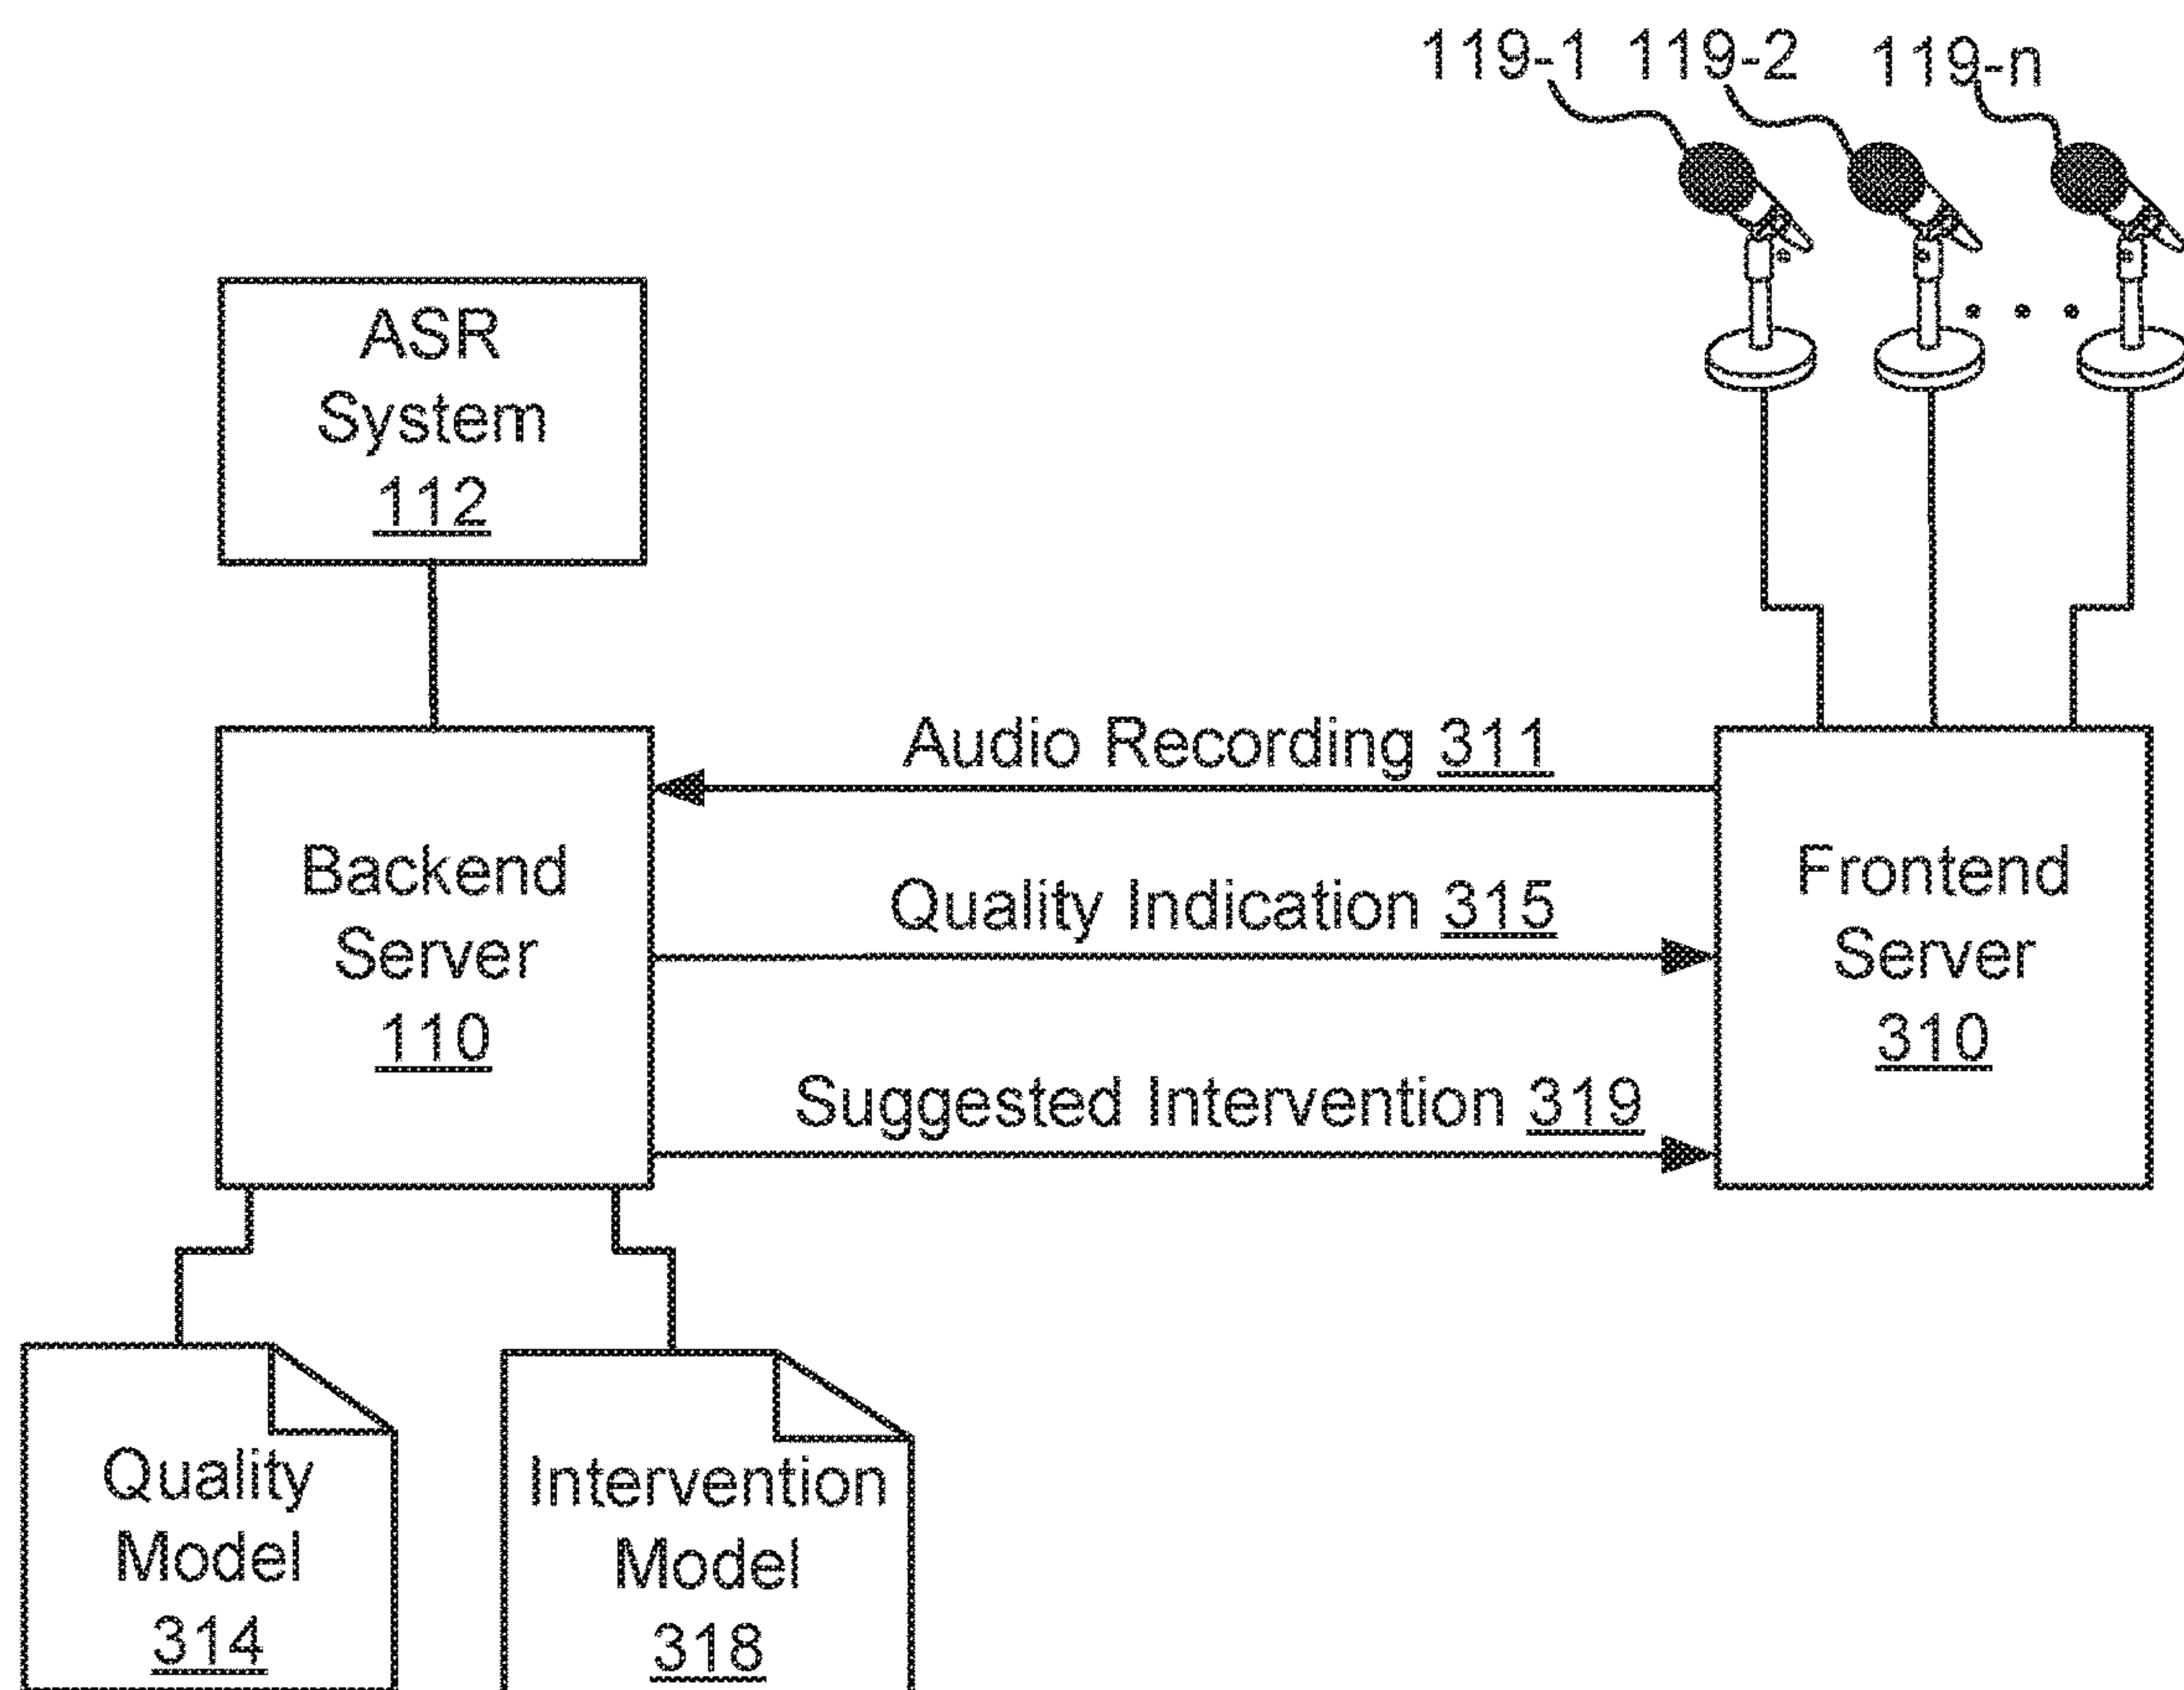 119-1 119-2 119-n
ASR
System
112
Audio Recording 311
Backend
Server
110
Quality Indication 315
Frontend
Server
310
Suggested Intervention 319
Quality
Model
314
Intervention
Model
318